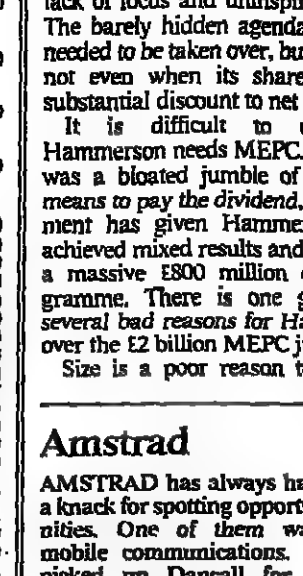 lack of focus and uninspi
The barely hidden agenda
needed to be taken over, bu
not even when its share
substantial discount to net
It is difficult to
Hammerson needs MEPC.
was a bloated jumble of
means to pay the dividend,
ment has given Hammer
achieved mixed results and
a massive £800 million
gramme. There is one
several bad reasons for Ha
over the £2 billion MEPC j
Size is a poor reason t
Amstrad
AMSTRAD has always ha
a knack for spotting opport
nities. One of them wa
mobile communications.
picked up Dancall for